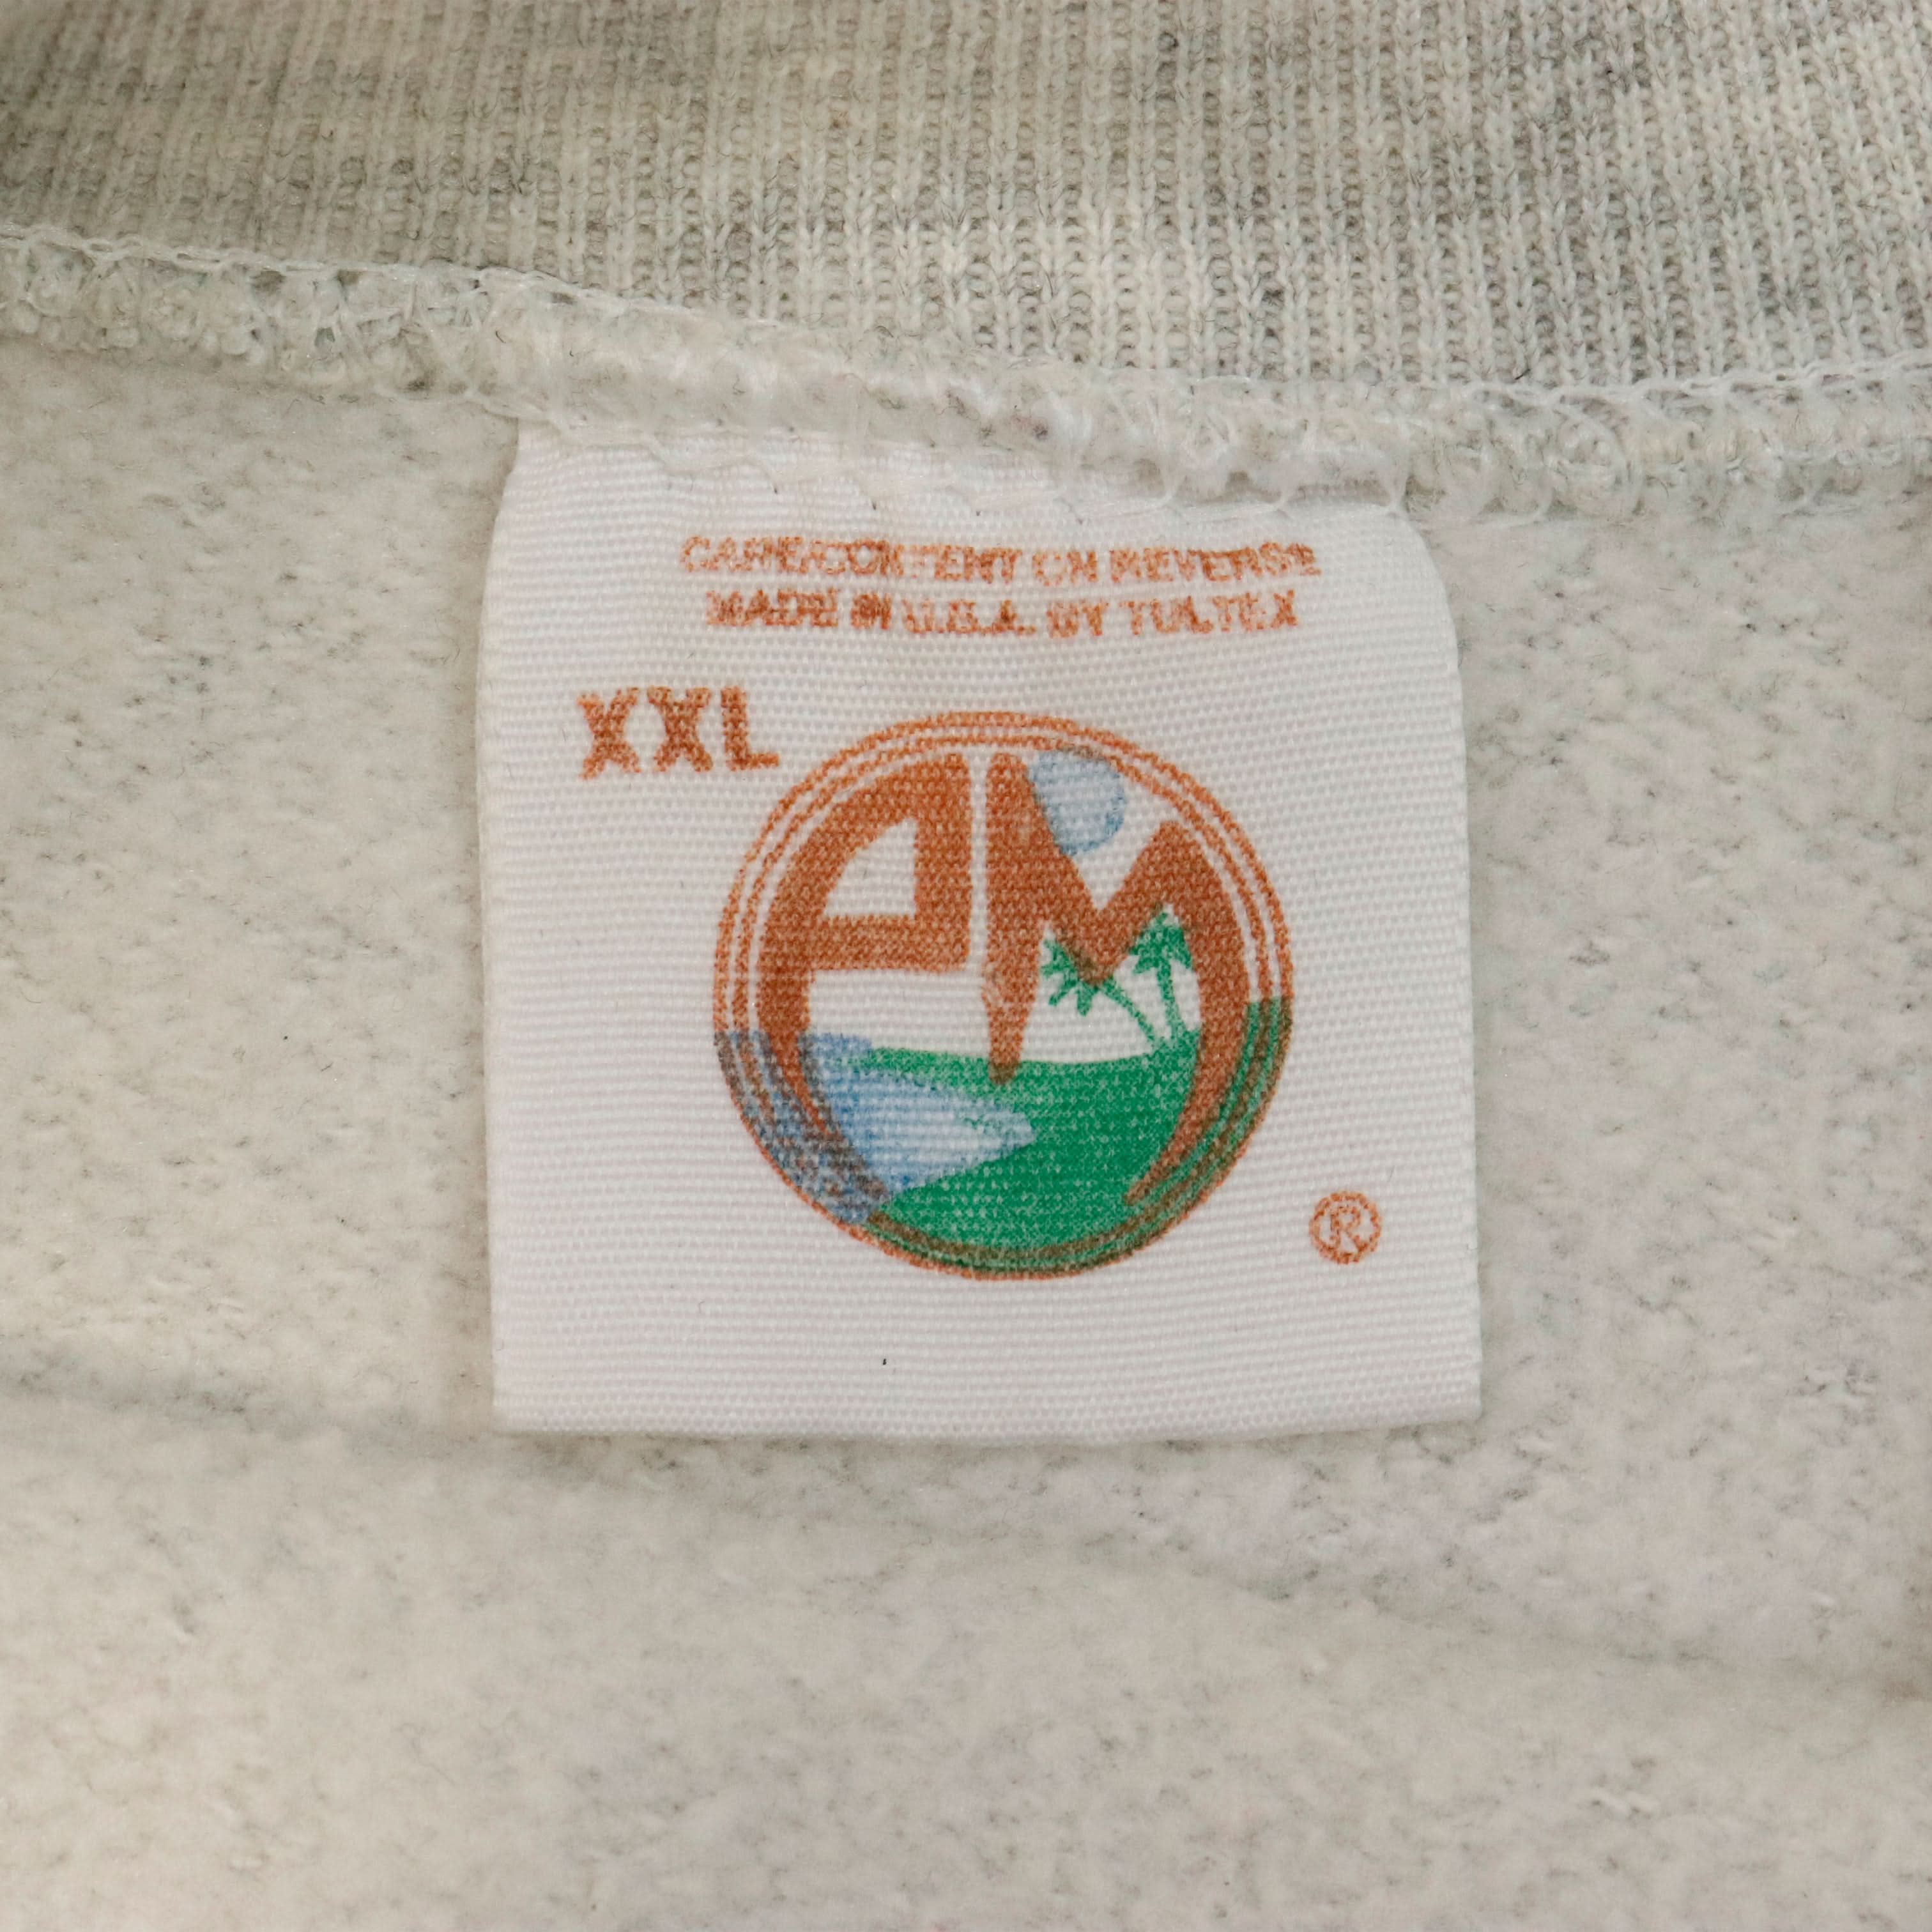 CARE/CONTENT ON REVERSE
MADE IN U.S.A. BY TULTEX
XXL
PM
®